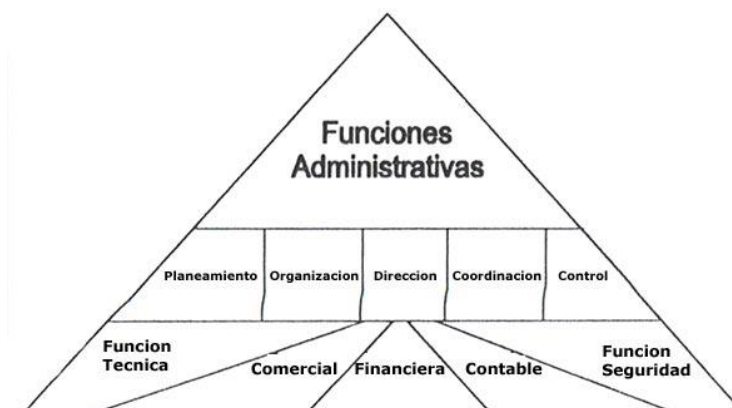 Funciones
Administrativas
Planeamiento Organizacion Direccion Coordinacion Control
Funcion
Tecnica
Comercial Financiera Contable
Funcion
Seguridad